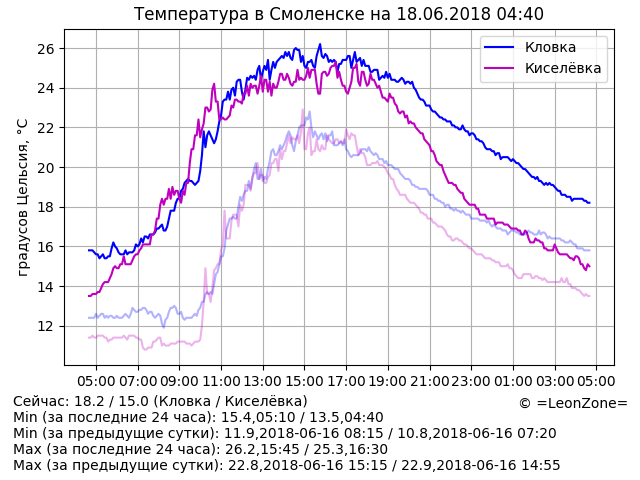 Температура в Смоленске на 18.06.2018 04:40
градусов Цельсия, °C
26
24
22
20
18
16
14
12
Кловка
Киселёвка
05:00 07:00 09:00 11:00 13:00 15:00 17:00 19:00 21:00 23:00 01:00 03:00 05:00
Сейчас: 18.2 / 15.0 (Кловка / Киселёвка)
© =LeonZone=
Min (за последние 24 часа): 15.4,05:10 / 13.5,04:40
Min (за предыдущие сутки): 11.9,2018-06-16 08:15 / 10.8,2018-06-16 07:20
Max (за последние 24 часа): 26.2,15:45 / 25.3,16:30
Max (за предыдущие сутки): 22.8,2018-06-16 15:15 / 22.9,2018-06-16 14:55